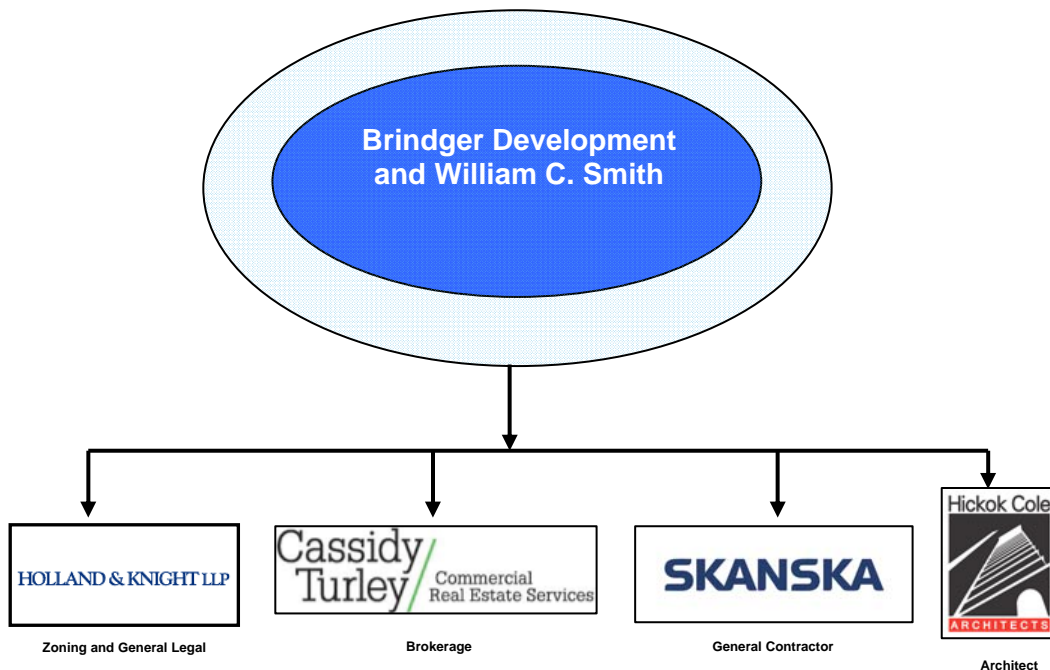 Brindger Development
and William C. Smith
HOLLAND & KNIGHT LLP
Cassidy
Turley
Commercial
Real Estate Services
SKANSKA
Hickok Cole
ARCHITECTS
Zoning and General Legal
Brokerage
General Contractor
Architect